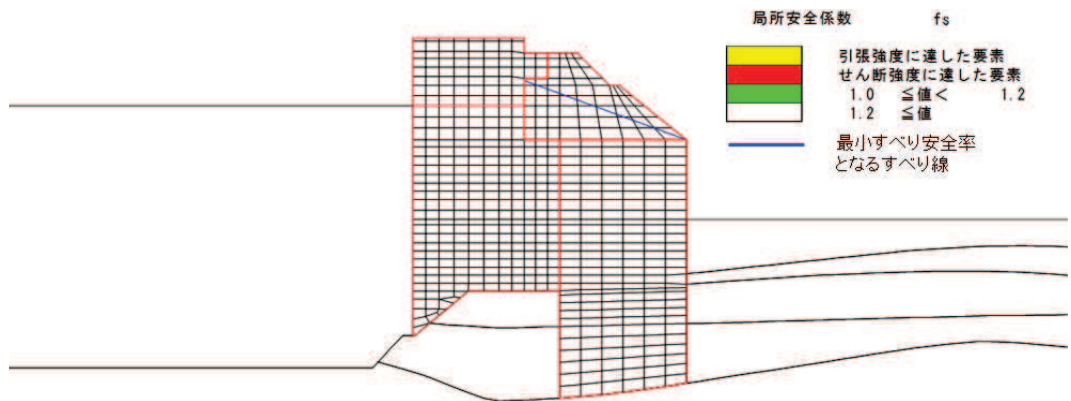 局所安全係数 fs
引張強度に達した要素
せん断強度に達した要素
1.0 ≦値< 1.2
1.2 ≦値
最小すべり安全率
となるすべり線